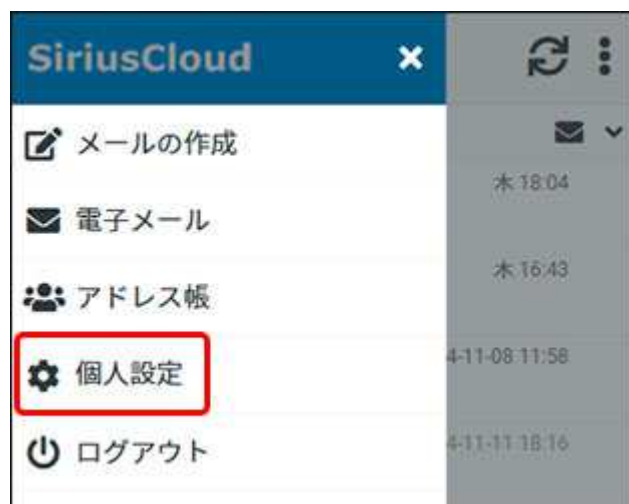 SiriusCloud
メールの作成
電子メール
木 18:04
アドレス帳
木 16:43
個人設定
4-11-08 11:58
ログアウト
4-11-11 18:16